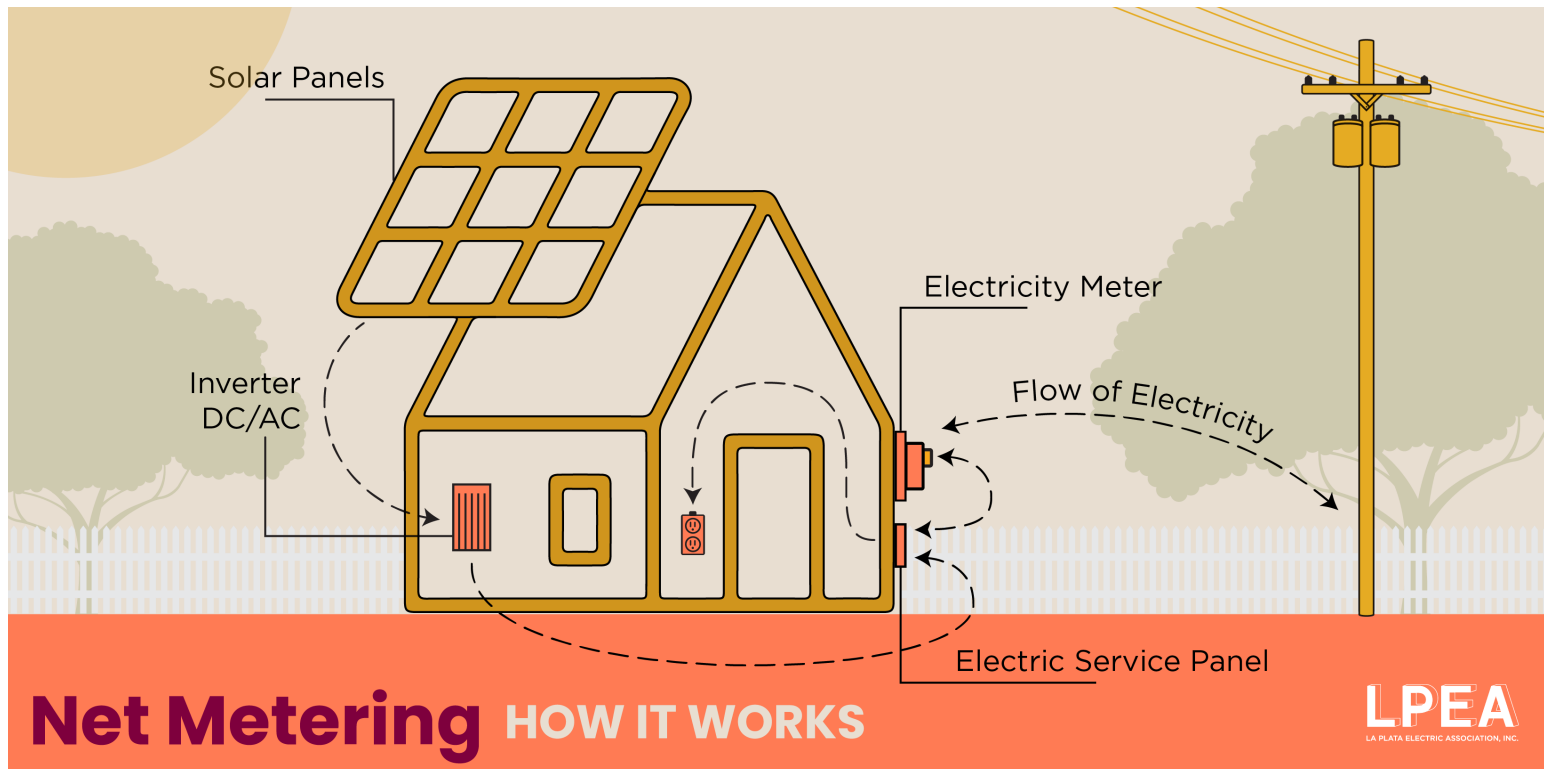 Solar Panels
Electricity Meter
Inverter
DC/AC
Flow of Electricity
Electric Service Panel
Net Metering HOW IT WORKS
LPEA
LA PLATA ELECTRIC ASSOCIATION, INC.